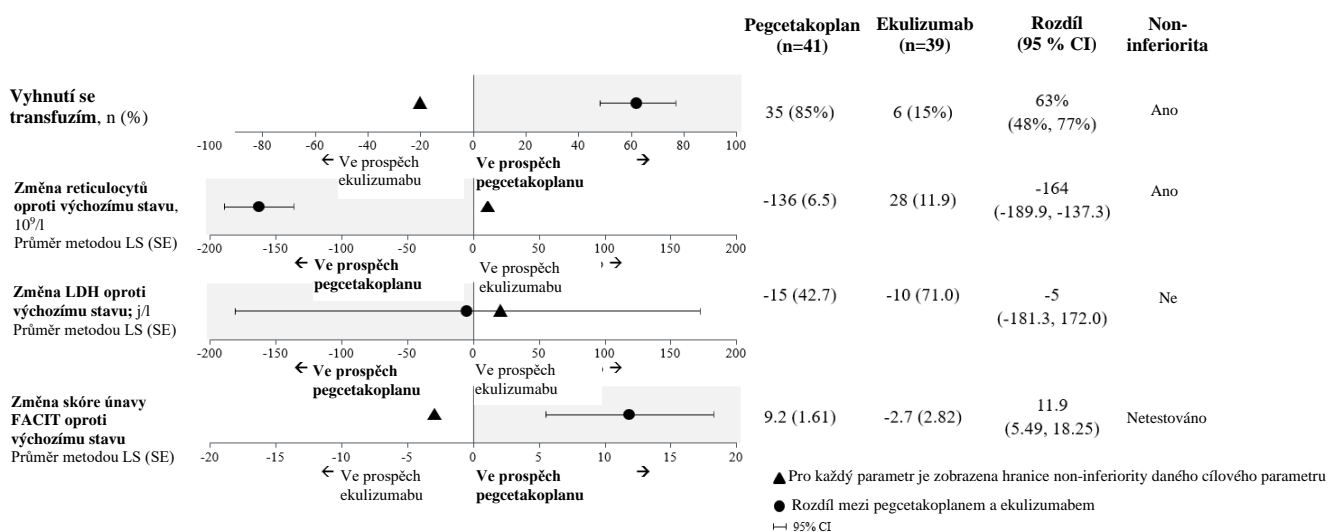 Pegcetakoplan Ekulizumab Rozdíl Non-
(n=41) (n=39) (95 % CI) inferiorita
Vyhnutí se
transfuzím, n (%)
35 (85%) 6 (15%) 63% Ano
(48%, 77%)
-100 -80 -60 -40 -20 0 20 40 60 80 100
← Ve prospěch Ve prospěch →
ekulizumabu pegcetakoplanu
Změna reticulocytů
oproti výchozímu stavu,
10⁹/l
Průměr metodou LS (SE)
-136 (6.5) 28 (11.9) -164 Ano
(-189.9, -137.3)
-200 -150 -100 -50 0 50 100 150 200
← Ve prospěch Ve prospěch →
pegcetakoplanu ekulizumabu
Změna LDH oproti
výchozímu stavu; j/l
Průměr metodou LS (SE)
-15 (42.7) -10 (71.0) -5 Ne
(-181.3, 172.0)
-200 -150 -100 -50 0 50 100 150 200
← Ve prospěch Ve prospěch →
pegcetakoplanu ekulizumabu
Změna skóre únavy
FACIT oproti
výchozímu stavu
Průměr metodou LS (SE)
9.2 (1.61) -2.7 (2.82) 11.9 Netestováno
(5.49, 18.25)
-20 -15 -12 -8 -5 0 5 8 12 15 20
← Ve prospěch Ve prospěch →
ekulizumabu pegcetakoplanu
▲ Pro každý parametr je zobrazena hranice non-inferiority daného cílového parametru
● Rozdíl mezi pegcetakoplanem a ekulizumabem
95% CI